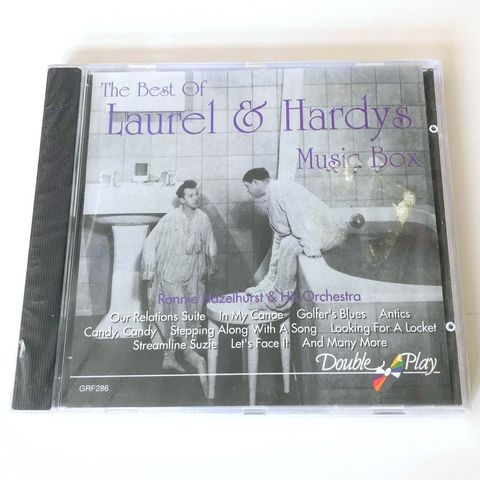 The Best Of
Laurel & Hardys
Music Box
Ronnie Hazelhurst & His Orchestra
Our Relations Suite In My Canoe Golfer's Blues Antics
Candy, Candy Stepping Along With A Song Looking For A Locket
Streamline Suzie Let's Face It And Many More
Double Play
GRF286